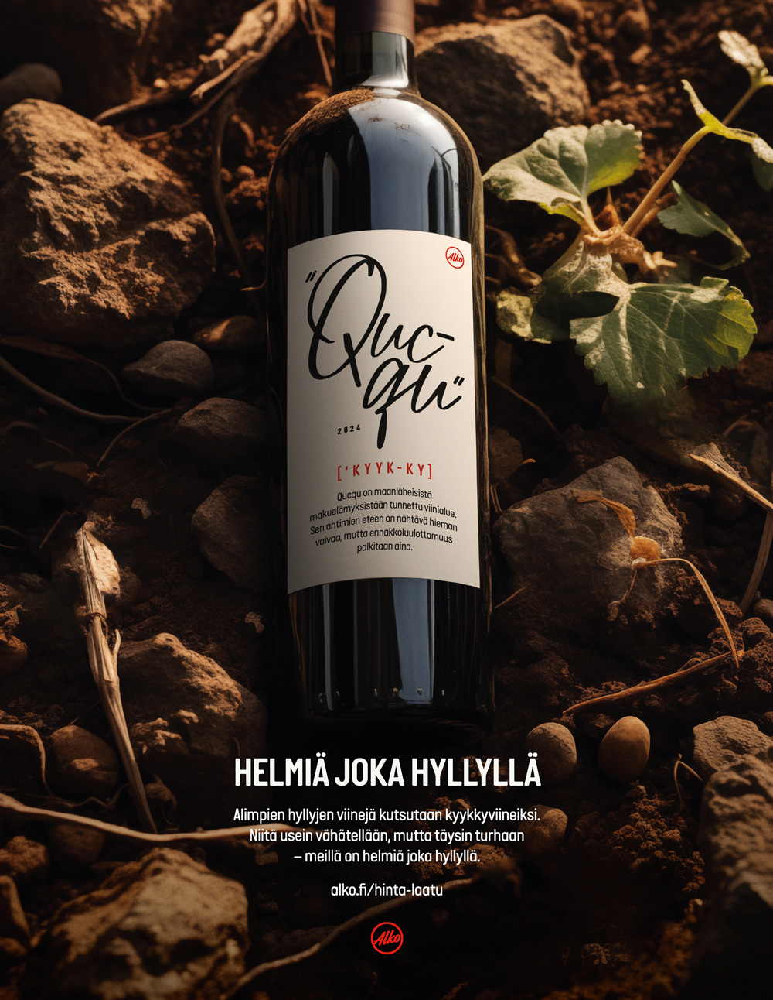 Alko
"Quc-
qu"
2024
['KYYK-KY]
Qucqu on maanläheisistä
makuelämyksistään tunnettu viinialue.
Sen antimien eteen on nähtävä hieman
vaivaa, mutta ennakkoluulottomuus
palkitaan aina.
HELMIÄ JOKA HYLLYLLÄ
Alimpien hyllyjen viinejä kutsutaan kyykkyviineiksi.
Niitä usein vähätellään, mutta täysin turhaan
– meillä on helmiä joka hyllyllä.
alko.fi/hinta-laatu
Alko